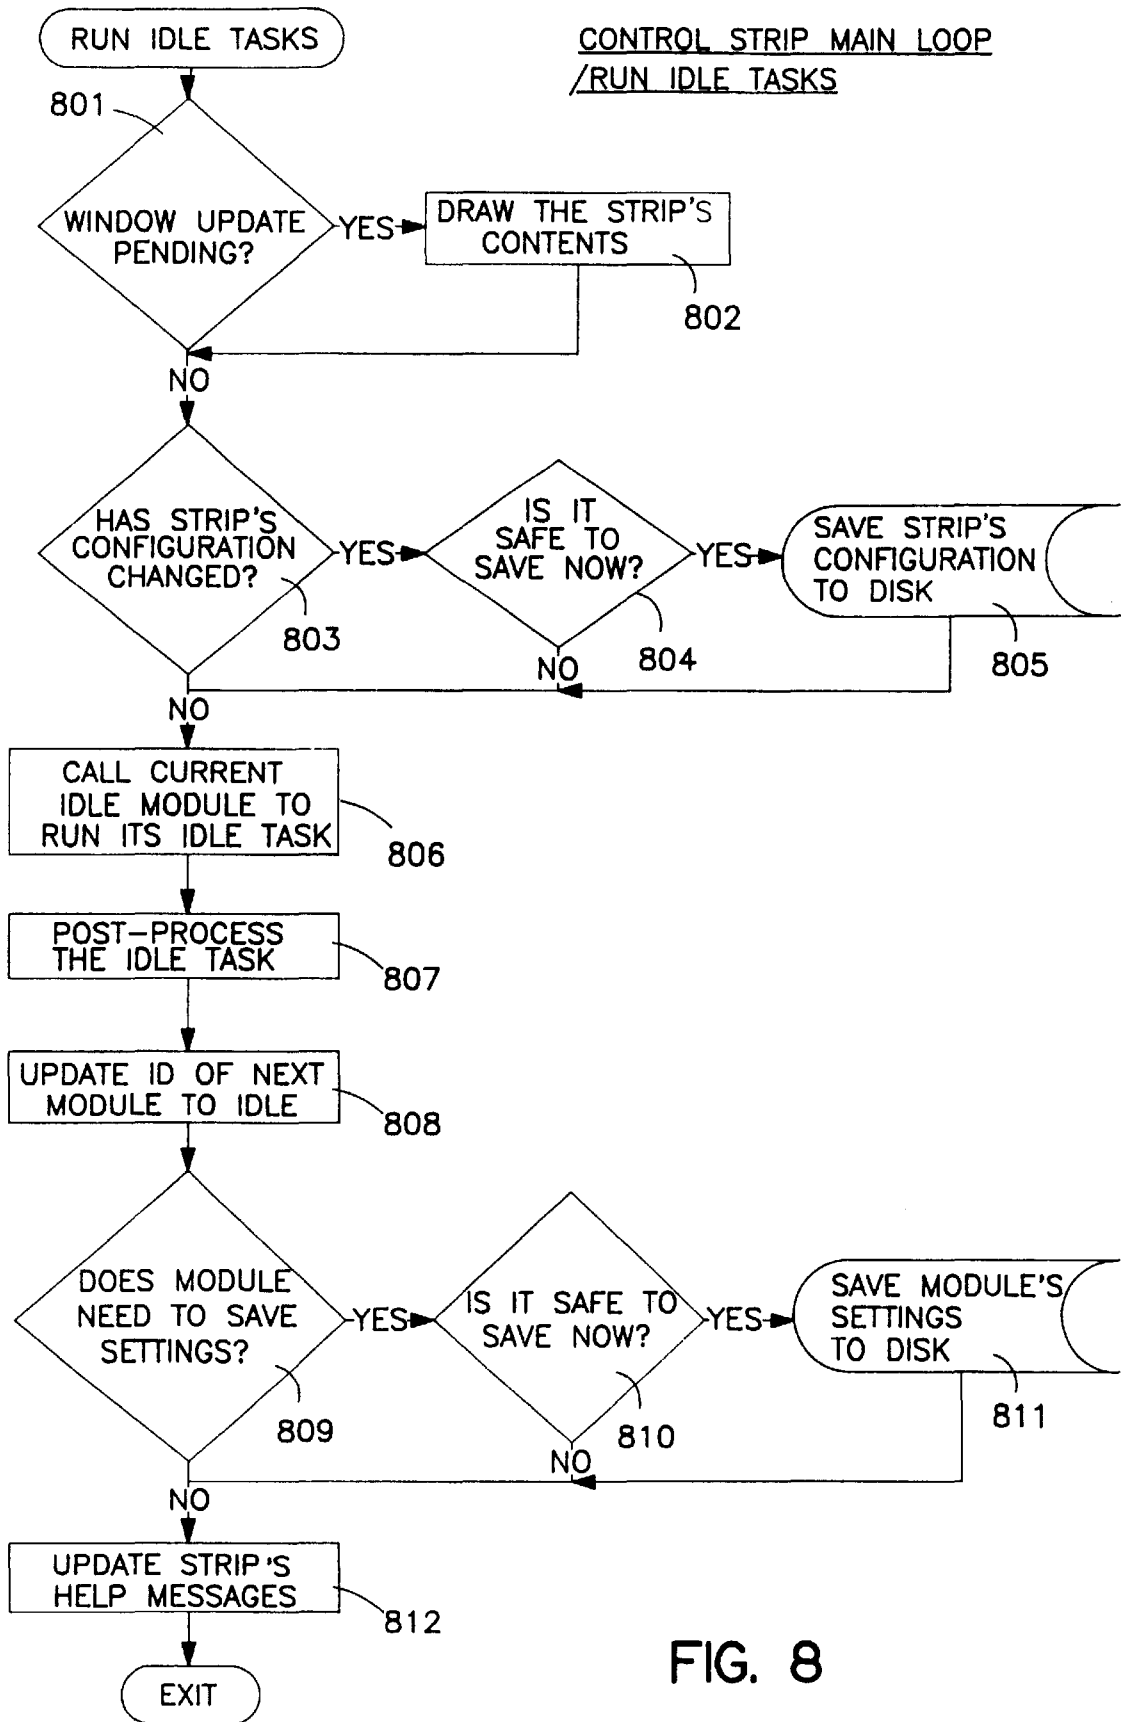 RUN IDLE TASKS
CONTROL STRIP MAIN LOOP
/RUN IDLE TASKS
801
WINDOW UPDATE
PENDING?
YES
DRAW THE STRIP'S
CONTENTS
802
NO
HAS STRIP'S
CONFIGURATION
CHANGED?
803
YES
IS IT
SAFE TO
SAVE NOW?
804
YES
SAVE STRIP'S
CONFIGURATION
TO DISK
805
NO
NO
CALL CURRENT
IDLE MODULE TO
RUN ITS IDLE TASK
806
POST-PROCESS
THE IDLE TASK
807
UPDATE ID OF NEXT
MODULE TO IDLE
808
DOES MODULE
NEED TO SAVE
SETTINGS?
809
YES
IS IT SAFE TO
SAVE NOW?
810
YES
SAVE MODULE'S
SETTINGS
TO DISK
811
NO
NO
UPDATE STRIP'S
HELP MESSAGES
812
EXIT
FIG. 8